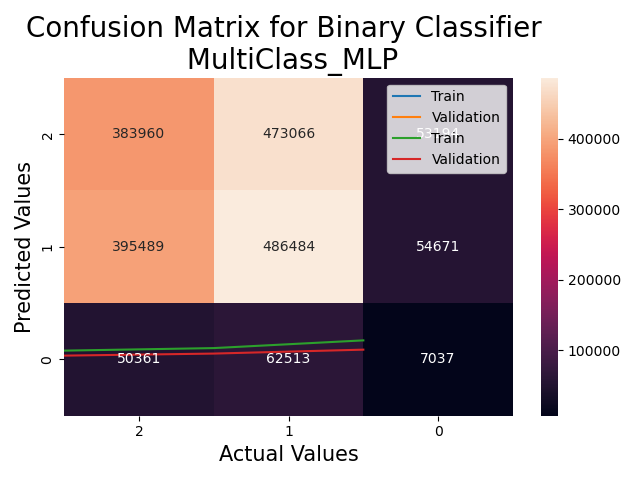 Confusion Matrix for Binary Classifier
MultiClass_MLP
Train
Validation
Train
Validation
Predicted Values
2
1
0
383960
473066
395489
486484
54671
50361
62513
7037
2
1
0
Actual Values
400000
300000
200000
100000